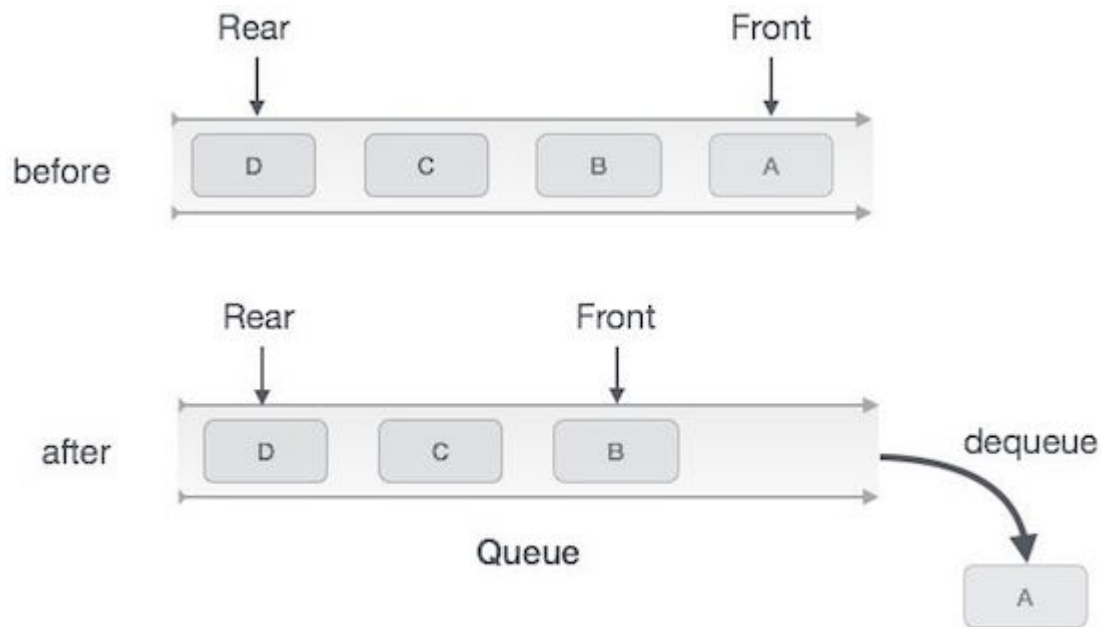 Rear Front
before D C B A
Rear Front
after D C B dequeue
Queue
A